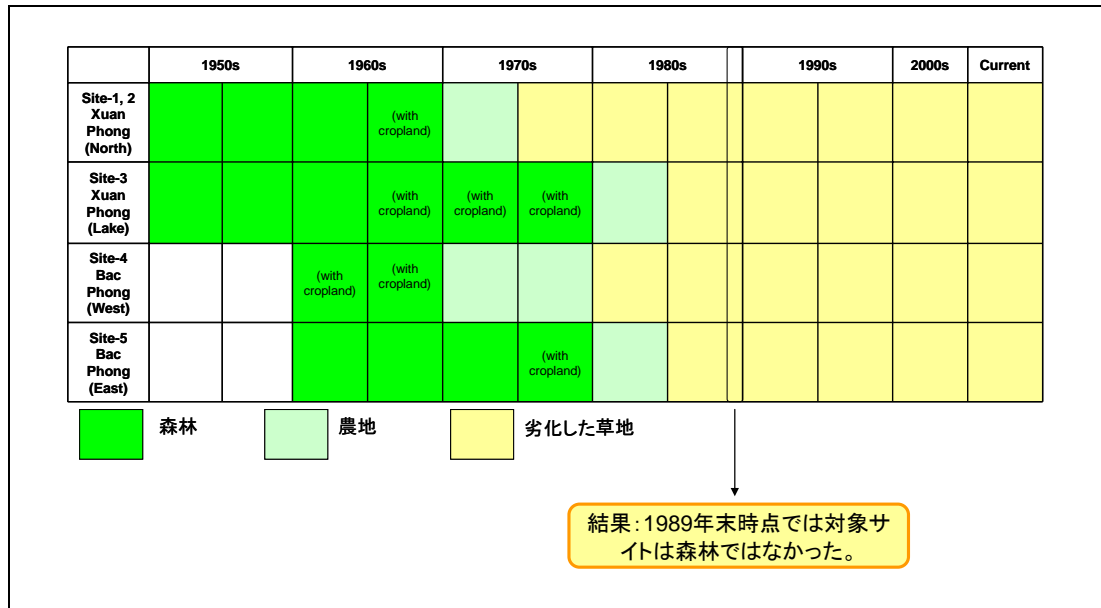 1950s 1960s 1970s 1980s 1990s 2000s Current
Site-1, 2
Xuan
Phong
(North)
(with
cropland)
Site-3
Xuan
Phong
(Lake)
(with
cropland)
(with
cropland)
(with
cropland)
Site-4
Bac
Phong
(West)
(with
cropland)
(with
cropland)
Site-5
Bac
Phong
(East)
(with
cropland)
森林 農地 劣化した草地
結果：1989年末時点では対象サ
イトは森林ではなかった。